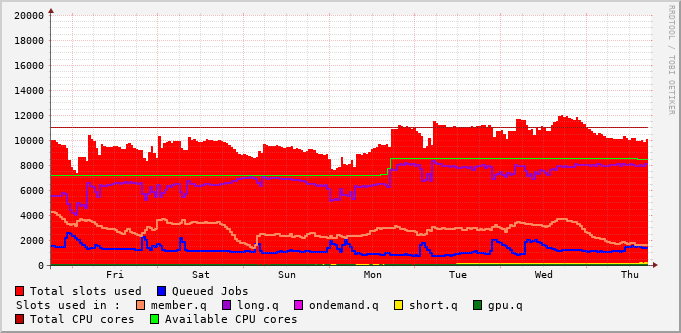 RRDTOOL / TOBI OETIKER
20000
18000
16000
14000
12000
10000
8000
6000
4000
2000
0
Fri Sat Sun Mon Tue Wed Thu
Total slots used Queued Jobs
Slots used in : member.q long.q ondemand.q short.q gpu.q
Total CPU cores Available CPU cores